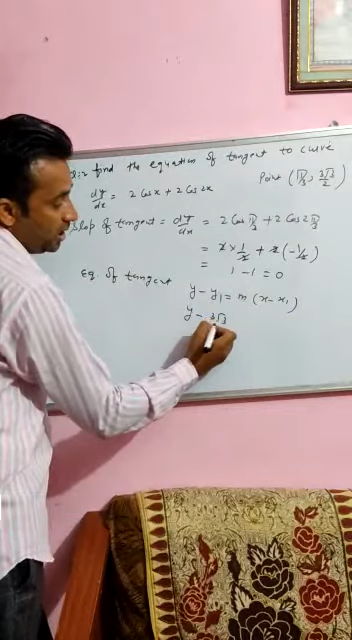 Q.2 find the equation of tangent to curve
Point (π/3, 3√3/2)
dy/dx = 2 Cos x + 2 Cos 2x
Slop of tangent = dy/dx = 2 Cos π/3 + 2 Cos 2π/3
= 2 × 1/2 + 2 (-1/2)
= 1 - 1 = 0
Eq. of tangent
y - y1 = m (x - x1)
y - 3√3